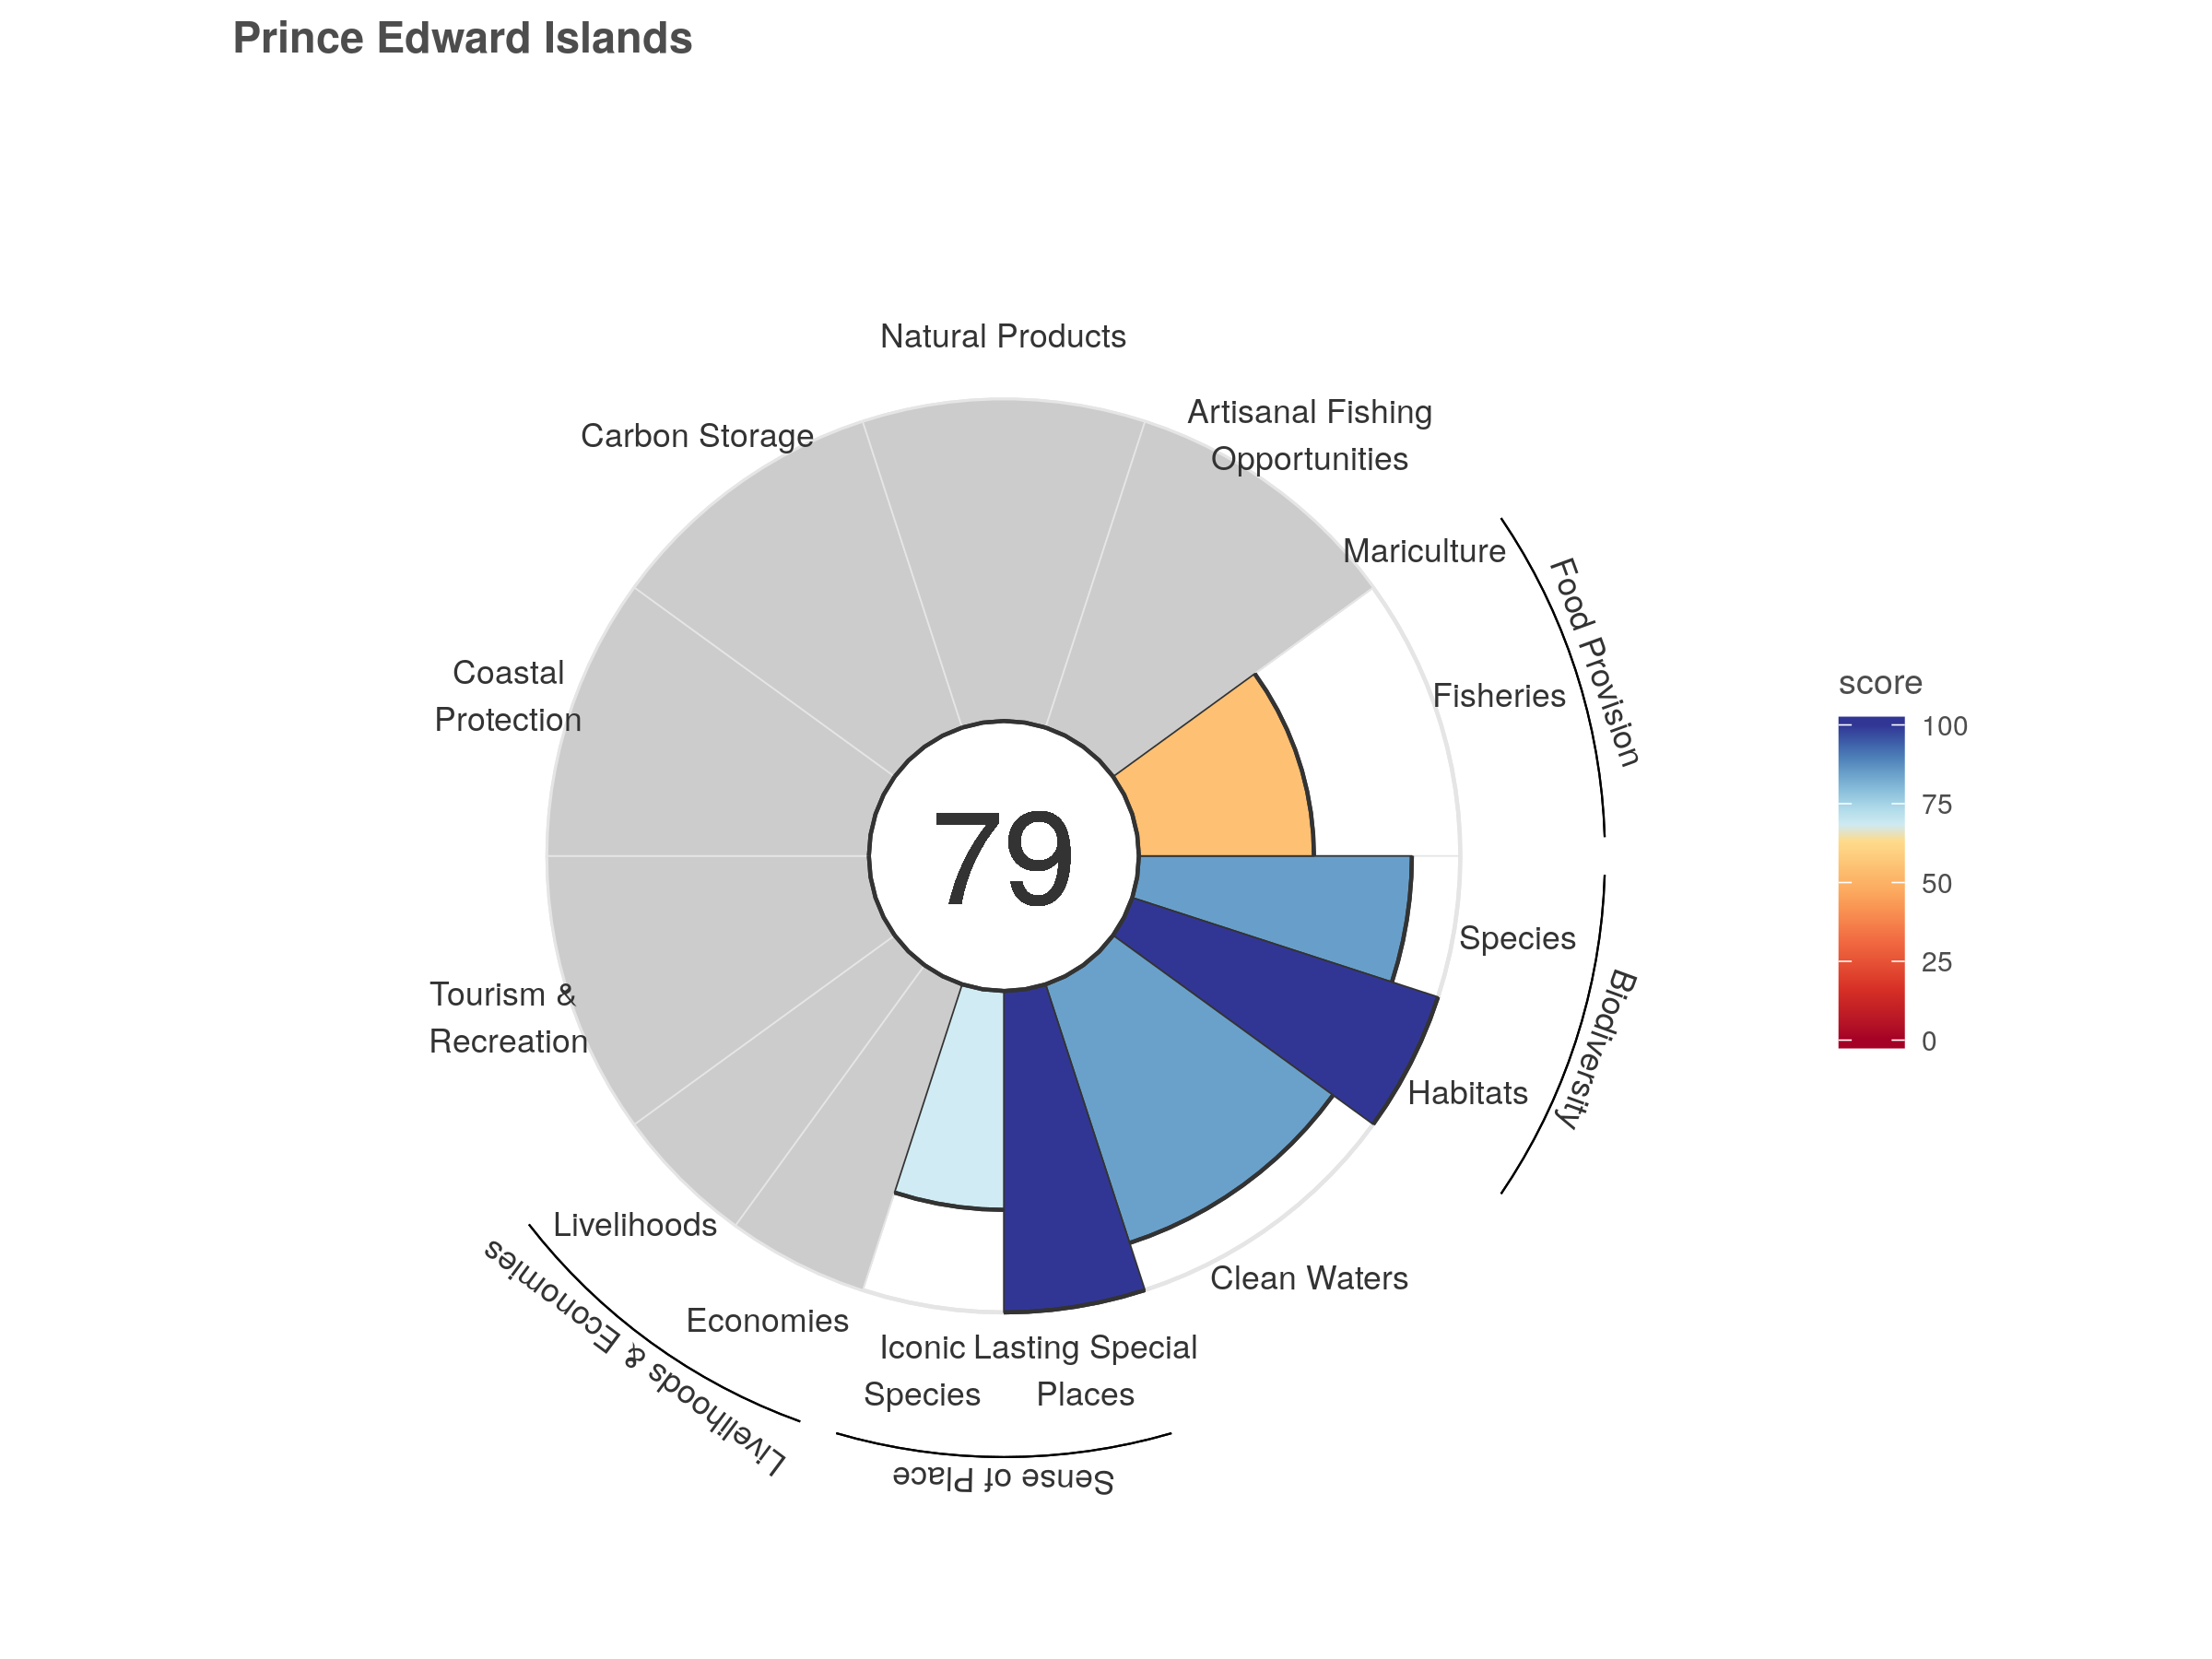 Prince Edward Islands
Natural Products
Artisanal Fishing
Opportunities
Carbon Storage
Mariculture
Food Provision
Fisheries
Coastal
Protection
score
100
75
50
25
0
79
Species
Biodiversity
Tourism &
Recreation
Habitats
Livelihoods
Livelihoods & Economies
Clean Waters
Economies
Iconic
Species
Lasting Special
Places
Sense of Place